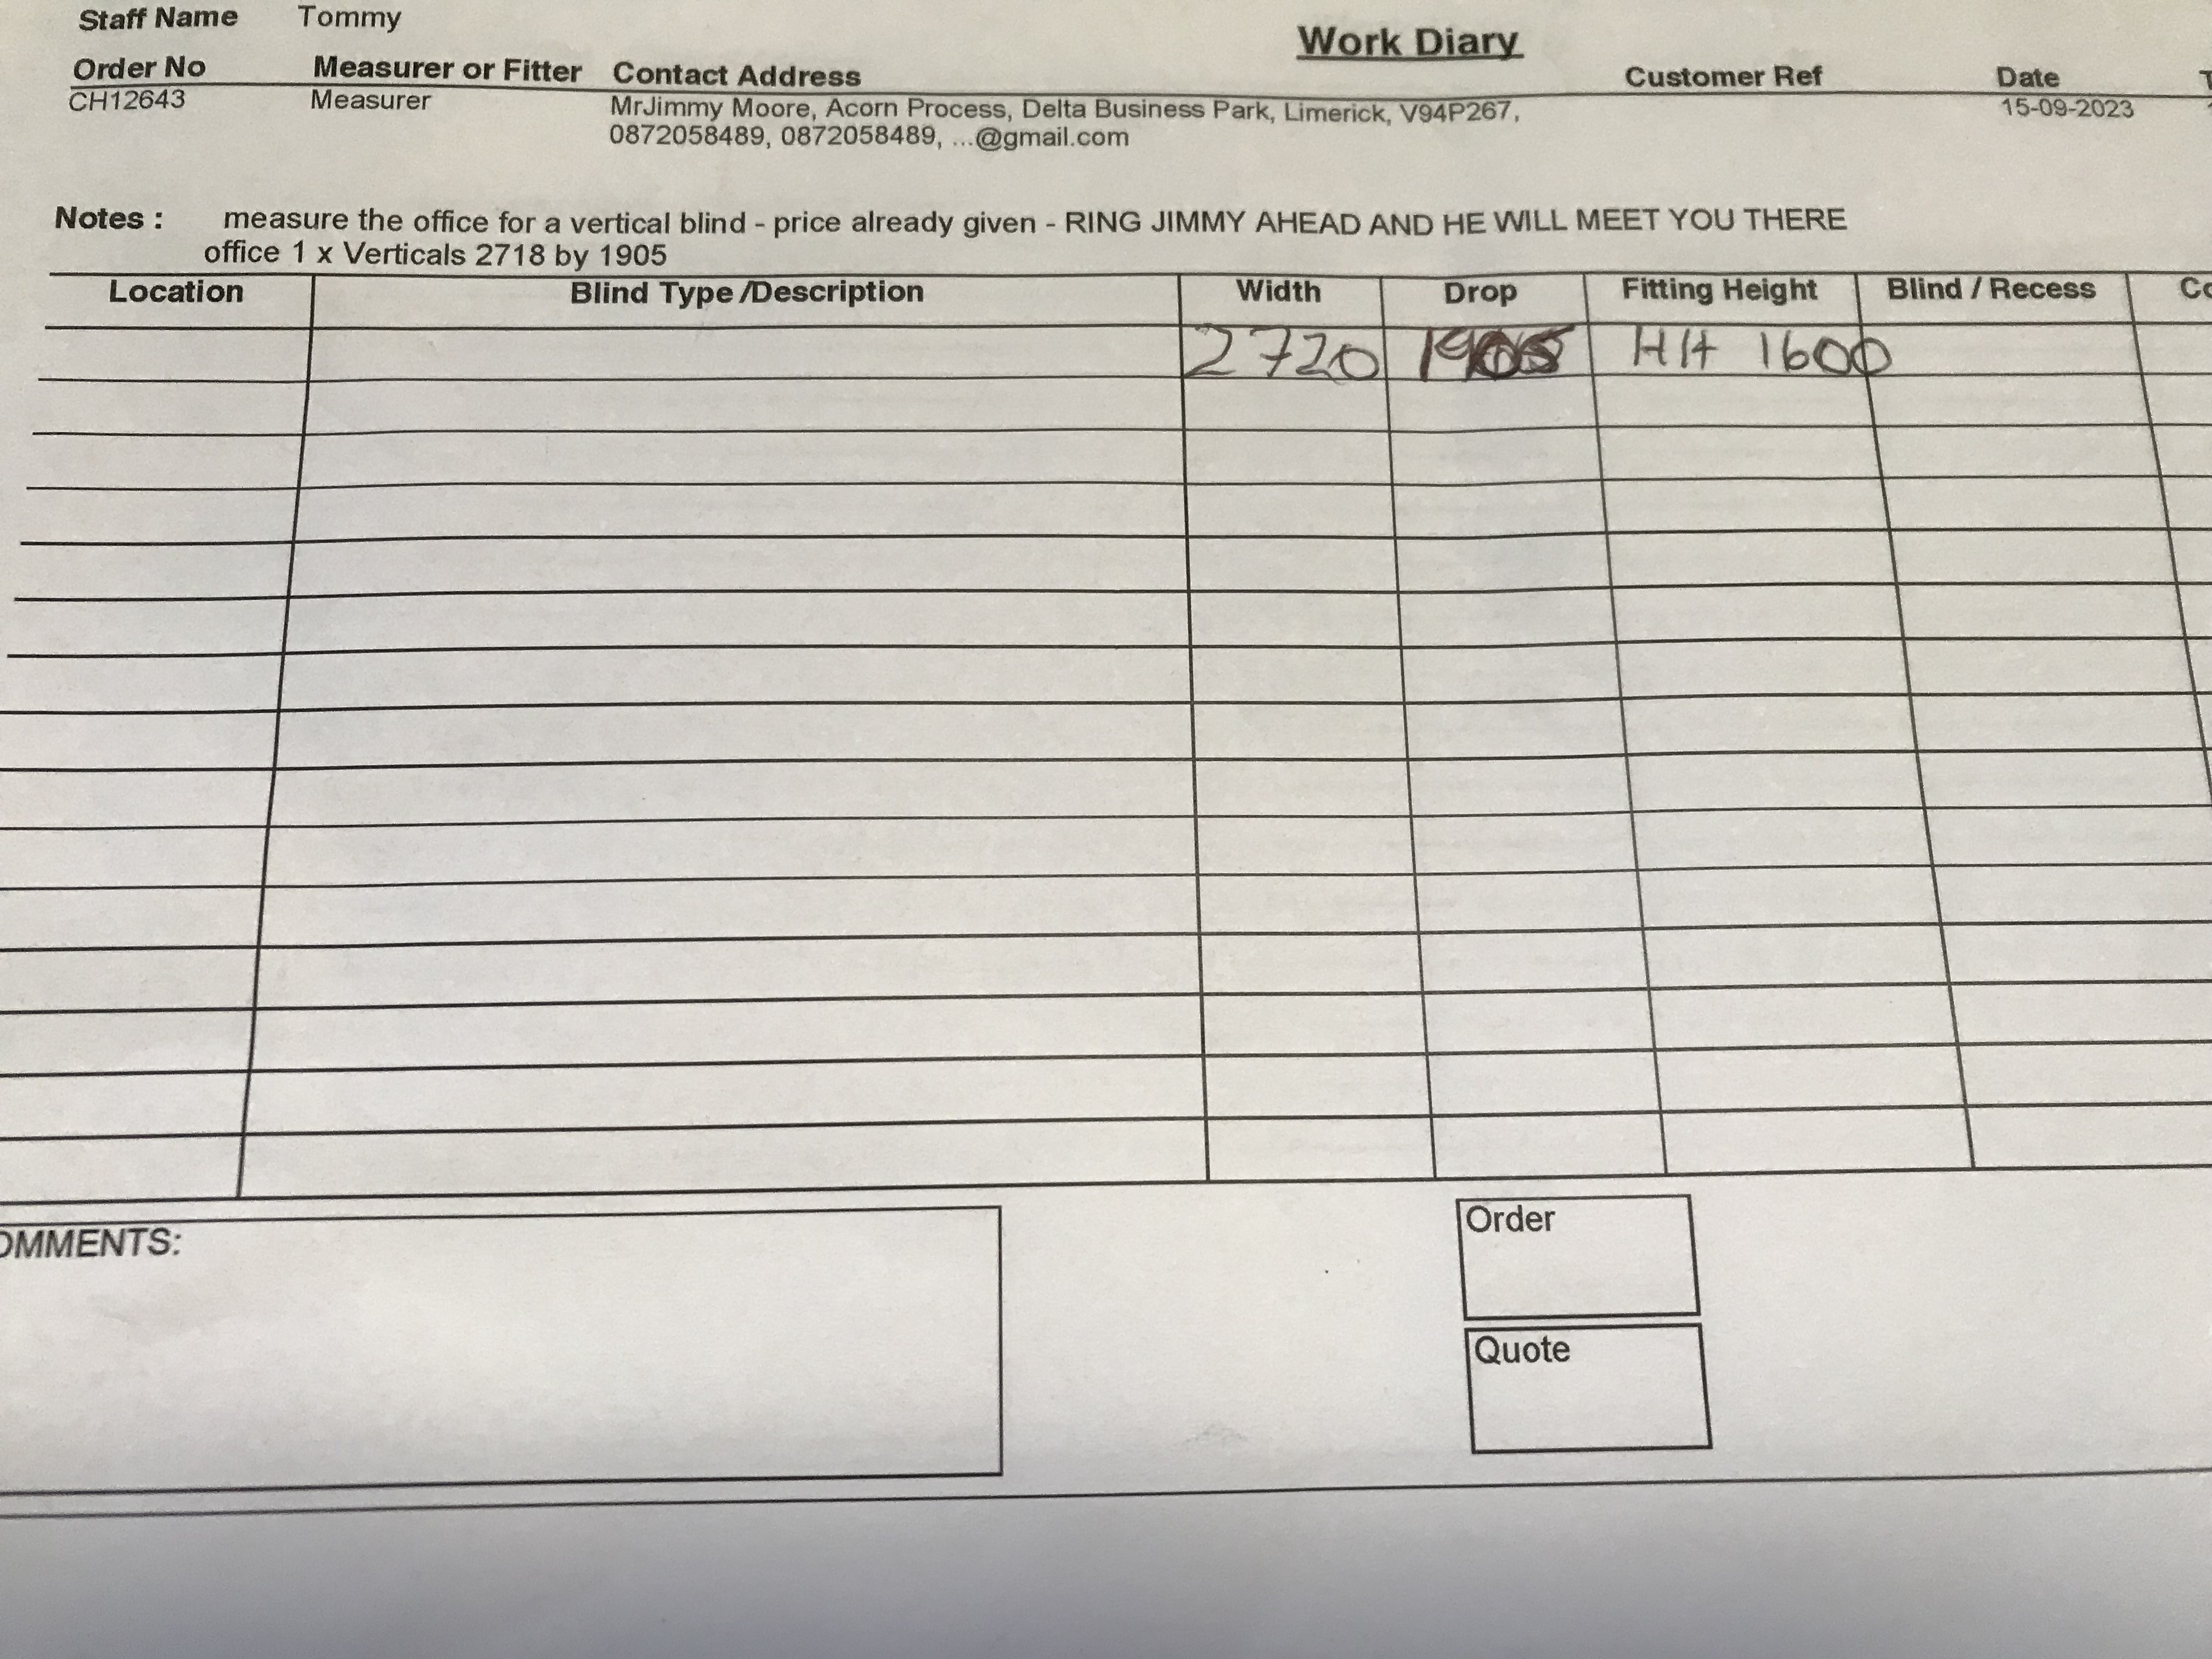 Staff Name Tommy
Work Diary
Order No Measurer or Fitter Contact Address Customer Ref Date
CH12643 Measurer MrJimmy Moore, Acorn Process, Delta Business Park, Limerick, V94P267, 15-09-2023
0872058489, 0872058489, ...@gmail.com
Notes : measure the office for a vertical blind - price already given - RING JIMMY AHEAD AND HE WILL MEET YOU THERE
office 1 x Verticals 2718 by 1905
Location Blind Type /Description Width Drop Fitting Height Blind / Recess
2720 HH 1600
OMMENTS:
Order
Quote